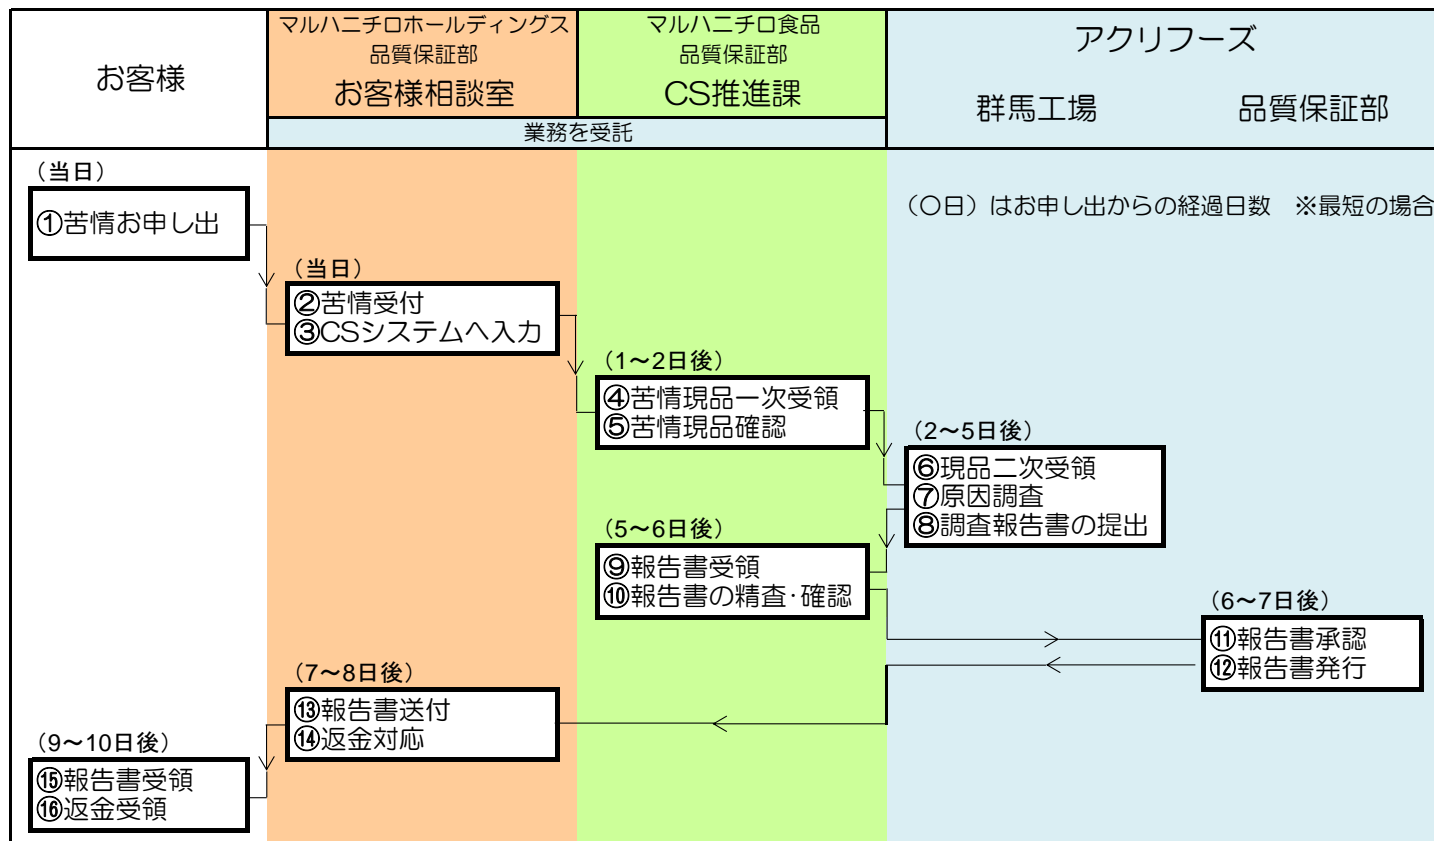 お客様
マルハニチロホールディングス
品質保証部
お客様相談室
マルハニチロ食品
品質保証部
CS推進課
業務を受託
アクリフーズ
群馬工場
品質保証部
（当日）
①苦情お申し出
（〇日）はお申し出からの経過日数　※最短の場合
（当日）
②苦情受付
③CSシステムへ入力
（1～2日後）
④苦情現品一次受領
⑤苦情現品確認
（2～5日後）
⑥現品二次受領
⑦原因調査
⑧調査報告書の提出
（5～6日後）
⑨報告書受領
⑩報告書の精査・確認
（6～7日後）
⑪報告書承認
⑫報告書発行
（7～8日後）
⑬報告書送付
⑭返金対応
（9～10日後）
⑮報告書受領
⑯返金受領